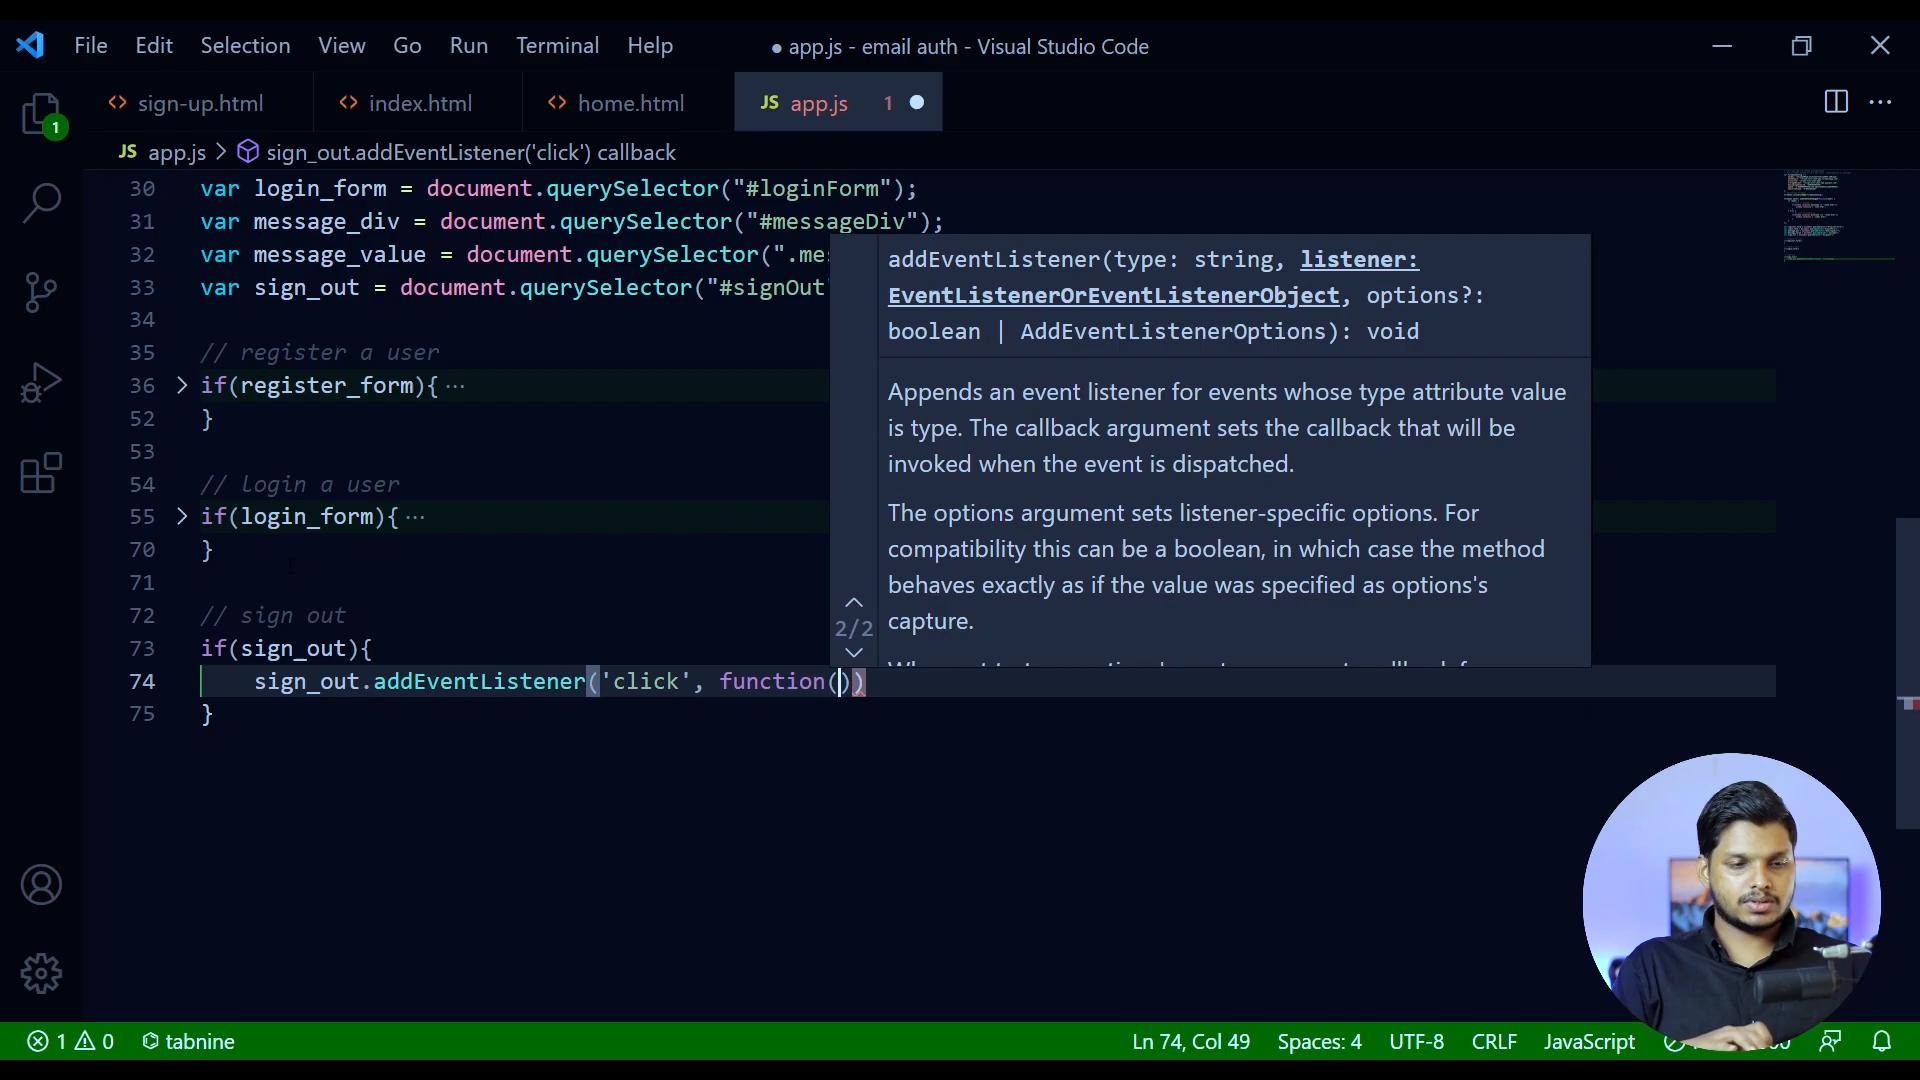 File Edit Selection View Go Run Terminal Help
● app.js - email auth - Visual Studio Code
1
<> sign-up.html
<> index.html
<> home.html
JS app.js 1 ●
JS app.js > sign_out.addEventListener('click') callback
30 var login_form = document.querySelector("#loginForm");
31 var message_div = document.querySelector("#messageDiv");
32 var message_value = document.querySelector(".me
33 var sign_out = document.querySelector("#signOut
34
35 // register a user
36 > if(register_form){ ···
52 }
53
54 // login a user
55 > if(login_form){ ···
70 }
71
72 // sign out
73 if(sign_out){
74 sign_out.addEventListener('click', function())
75 }
addEventListener(type: string, listener:
EventListenerOrEventListenerObject, options?:
boolean | AddEventListenerOptions): void
Appends an event listener for events whose type attribute value
is type. The callback argument sets the callback that will be
invoked when the event is dispatched.
The options argument sets listener-specific options. For
compatibility this can be a boolean, in which case the method
behaves exactly as if the value was specified as options's
capture.
2/2
1 0 tabnine
Ln 74, Col 49 Spaces: 4 UTF-8 CRLF JavaScript